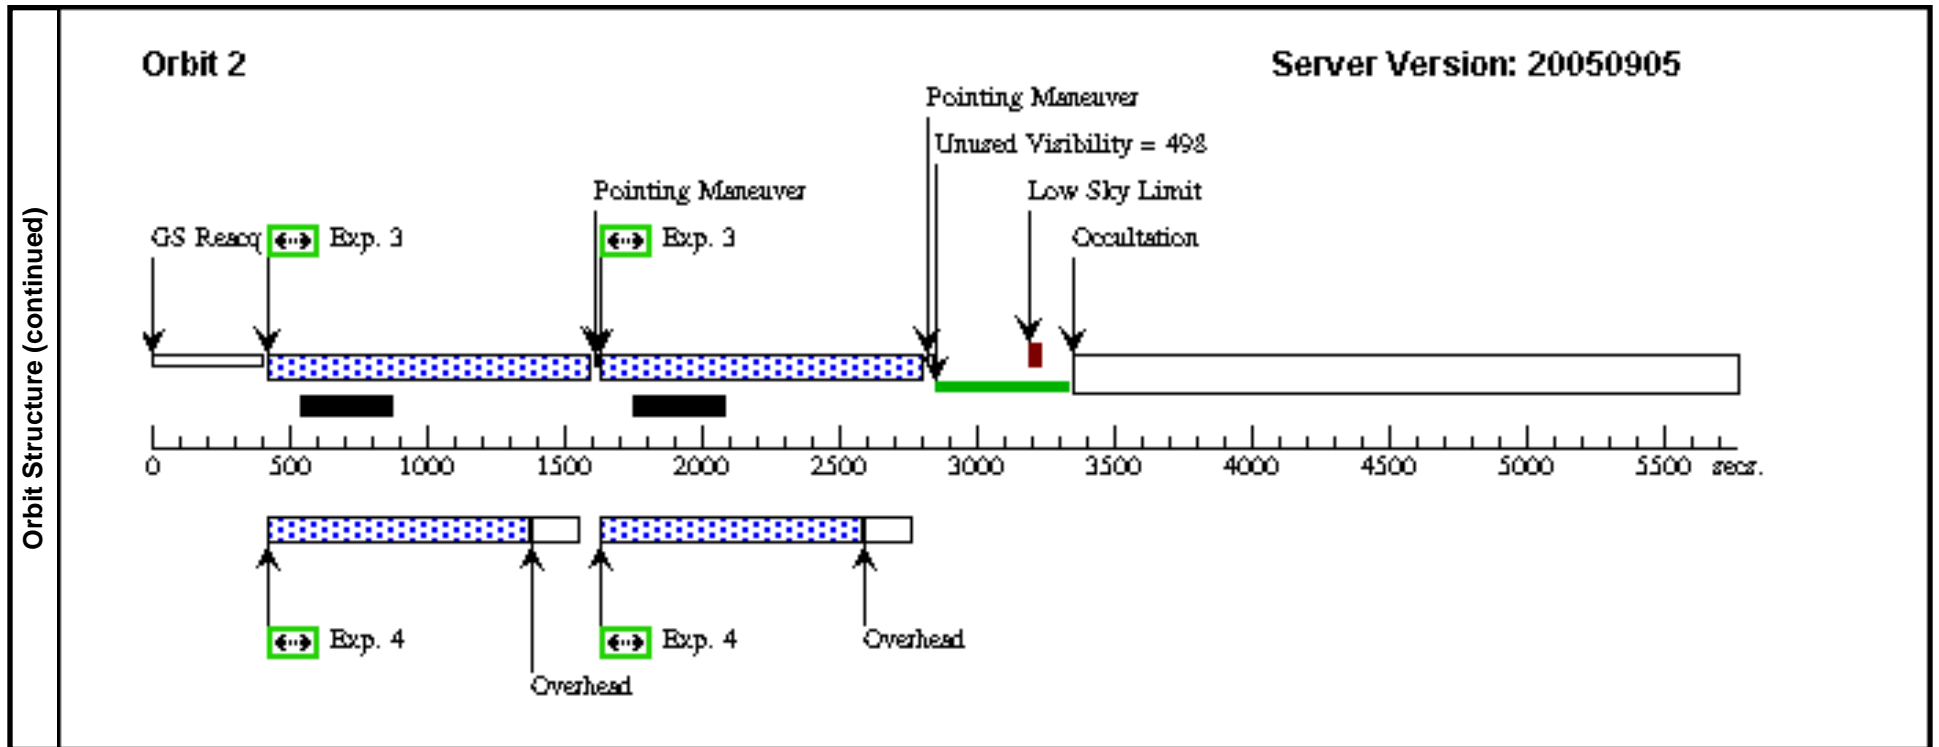 Orbit Structure (continued)
Orbit 2
Server Version: 20050905
Pointing Maneuver
Unused Visibility = 498
Pointing Maneuver
Low Sky Limit
GS Reacq
Exp. 3
Exp. 3
Occultation
0 500 1000 1500 2000 2500 3000 3500 4000 4500 5000 5500 secs.
Exp. 4
Exp. 4
Overhead
Overhead